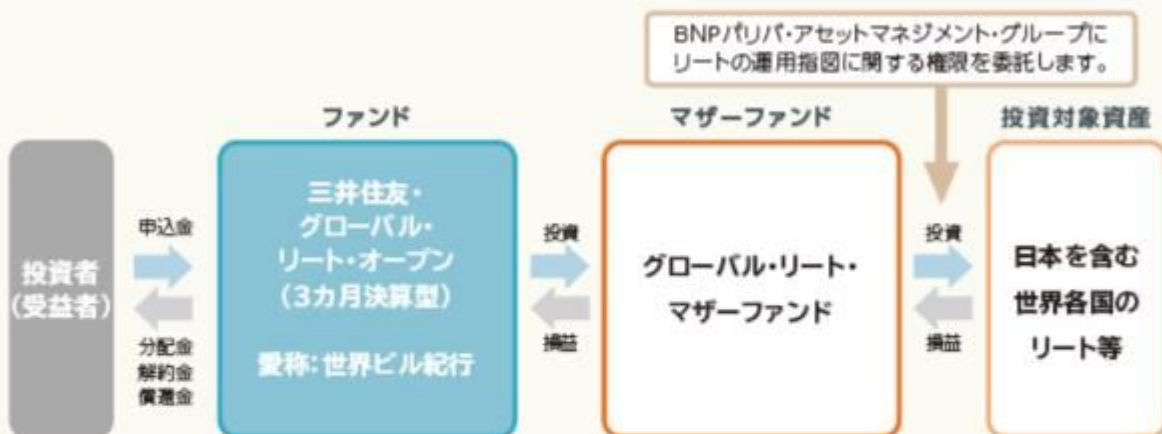 BNPパリバ・アセットマネジメント・グループに
リートの運用指図に関する権限を委託します。
ファンド
マザーファンド
投資対象資産
投資者
(受益者)
申込金
分配金
解約金
償還金
三井住友・
グローバル・
リート・オープン
(3カ月決算型)
愛称:世界ビル紀行
投資
損益
グローバル・リート・
マザーファンド
投資
損益
日本を含む
世界各国の
リート等